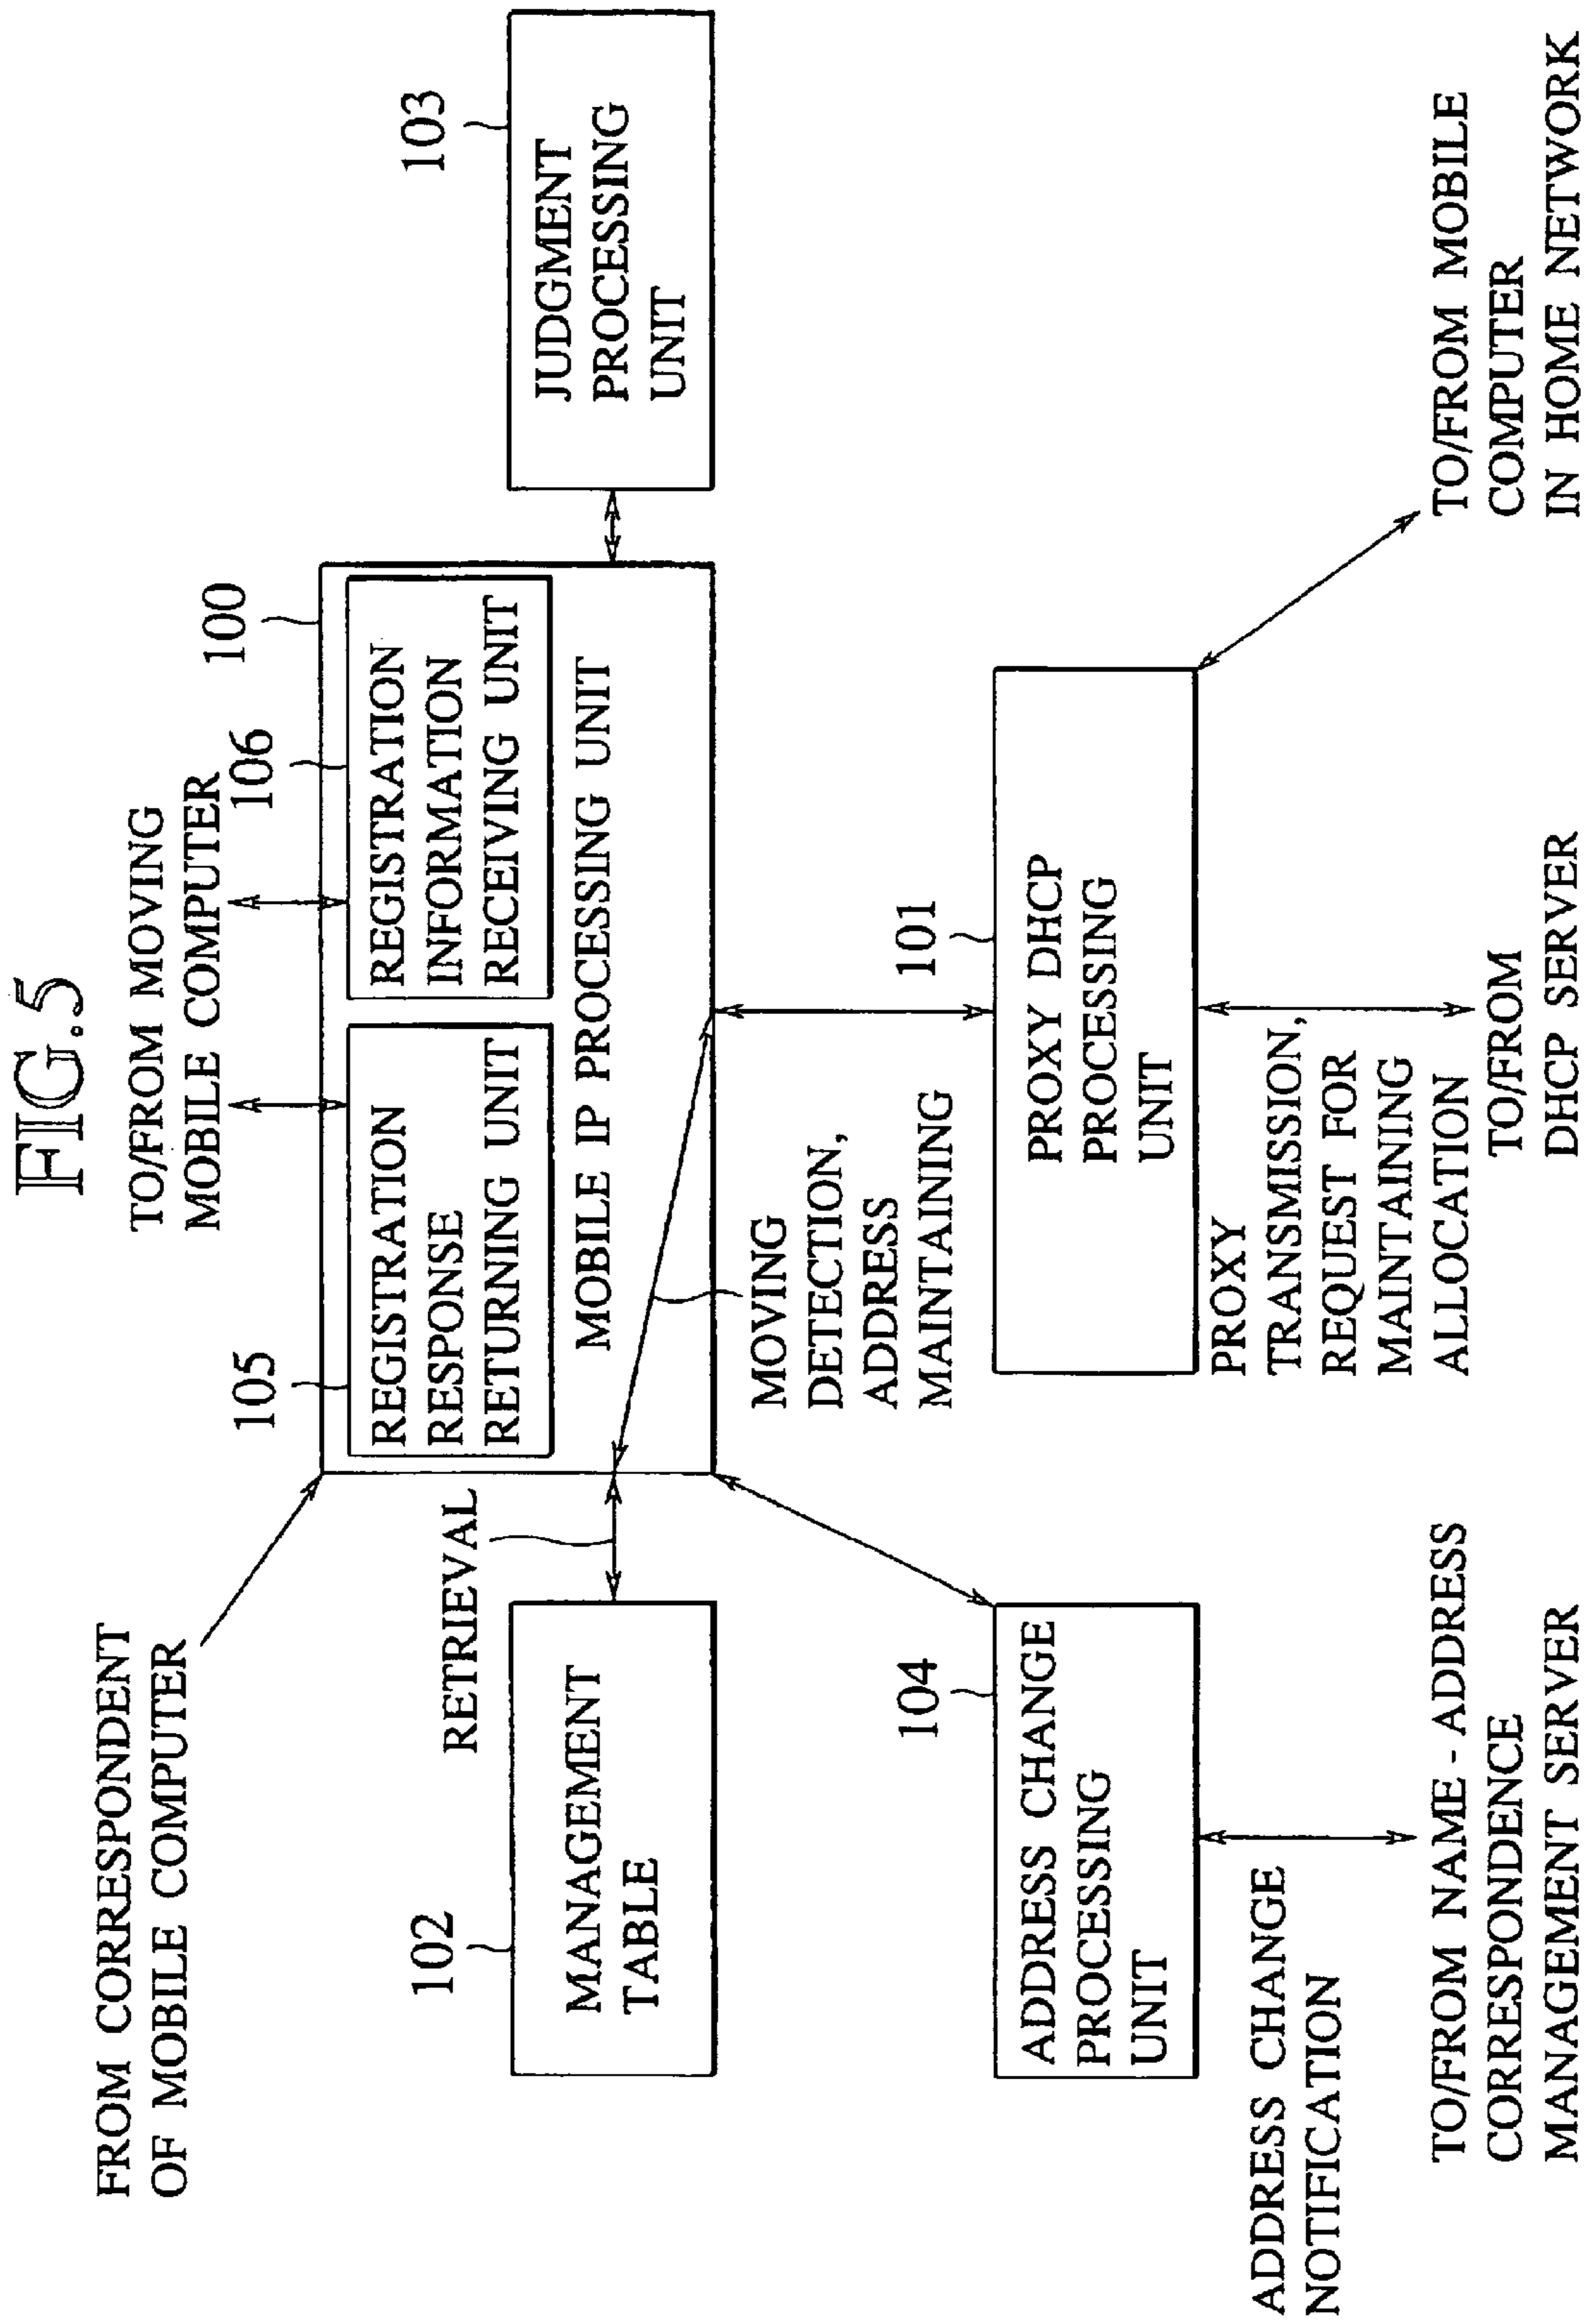 FIG.5
FROM CORRESPONDENT
OF MOBILE COMPUTER
TO/FROM MOVING
MOBILE COMPUTER
105
106
100
REGISTRATION
RESPONSE
RETURNING UNIT
REGISTRATION
INFORMATION
RECEIVING UNIT
MOBILE IP PROCESSING UNIT
102
MANAGEMENT
TABLE
RETRIEVAL
103
JUDGMENT
PROCESSING
UNIT
MOVING
DETECTION,
ADDRESS
MAINTAINING
104
ADDRESS CHANGE
PROCESSING
UNIT
101
PROXY DHCP
PROCESSING
UNIT
ADDRESS CHANGE
NOTIFICATION
PROXY
TRANSMISSION,
REQUEST FOR
MAINTAINING
ALLOCATION
TO/FROM NAME - ADDRESS
CORRESPONDENCE
MANAGEMENT SERVER
TO/FROM
DHCP SERVER
TO/FROM MOBILE
COMPUTER
IN HOME NETWORK